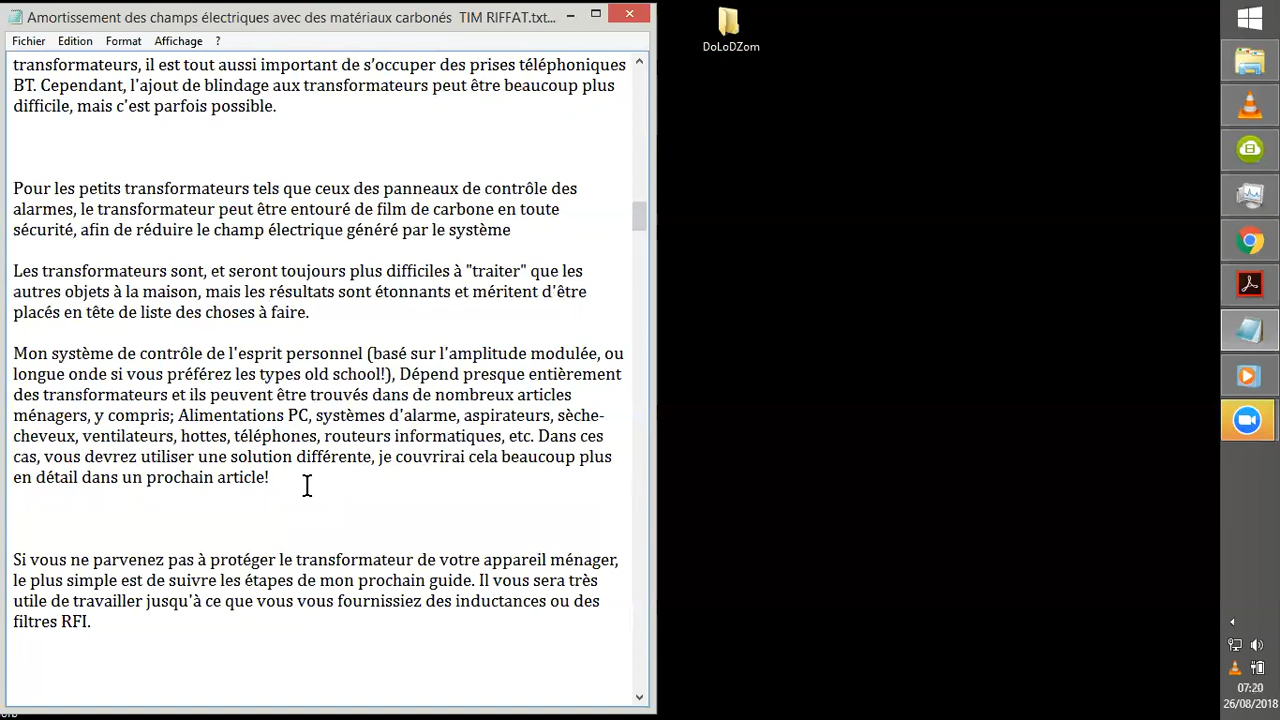 Amortissement des champs électriques avec des matériaux carbonés TIM RIFFAT.txt...
Fichier Edition Format Affichage ?
transformateurs, il est tout aussi important de s'occuper des prises téléphoniques
BT. Cependant, l'ajout de blindage aux transformateurs peut être beaucoup plus
difficile, mais c'est parfois possible.
Pour les petits transformateurs tels que ceux des panneaux de contrôle des
alarmes, le transformateur peut être entouré de film de carbone en toute
sécurité, afin de réduire le champ électrique généré par le système
Les transformateurs sont, et seront toujours plus difficiles à "traiter" que les
autres objets à la maison, mais les résultats sont étonnants et méritent d'être
placés en tête de liste des choses à faire.
Mon système de contrôle de l'esprit personnel (basé sur l'amplitude modulée, ou
longue onde si vous préférez les types old school!), Dépend presque entièrement
des transformateurs et ils peuvent être trouvés dans de nombreux articles
ménagers, y compris; Alimentations PC, systèmes d'alarme, aspirateurs, sèche-
cheveux, ventilateurs, hottes, téléphones, routeurs informatiques, etc. Dans ces
cas, vous devrez utiliser une solution différente, je couvrirai cela beaucoup plus
en détail dans un prochain article!
Si vous ne parvenez pas à protéger le transformateur de votre appareil ménager,
le plus simple est de suivre les étapes de mon prochain guide. Il vous sera très
utile de travailler jusqu'à ce que vous vous fournissiez des inductances ou des
filtres RFI.
DoLoDZom
07:20
26/08/2018